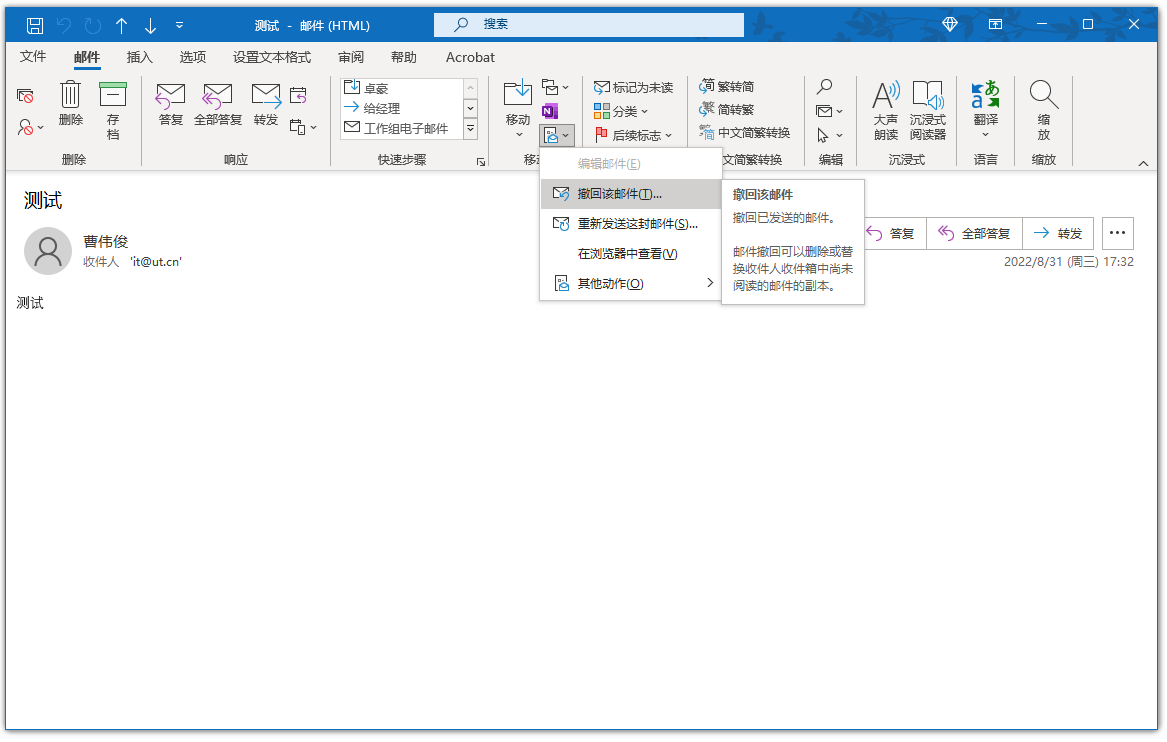 测试 - 邮件 (HTML)
搜索
文件 邮件 插入 选项 设置文本格式 审阅 帮助 Acrobat
删除
存
档
删除
答复
全部答复
转发
响应
卓豪
给经理
工作组电子邮件
快速步骤
移动
移动
标记为未读
分类
后续标志
繁转简
简转繁
中文简繁转换
文简繁转换
编辑
大声
朗读
沉浸式
阅读器
沉浸式
翻译
语言
缩
放
缩放
编辑邮件(E)
撤回该邮件(T)...
重新发送这封邮件(S)...
在浏览器中查看(V)
其他动作(O)
撤回该邮件
撤回已发送的邮件。
邮件撤回可以删除或替
换收件人收件箱中尚未
阅读的邮件的副本。
测试
曹伟俊
收件人 'it@ut.cn'
答复 全部答复 转发
2022/8/31 (周三) 17:32
测试